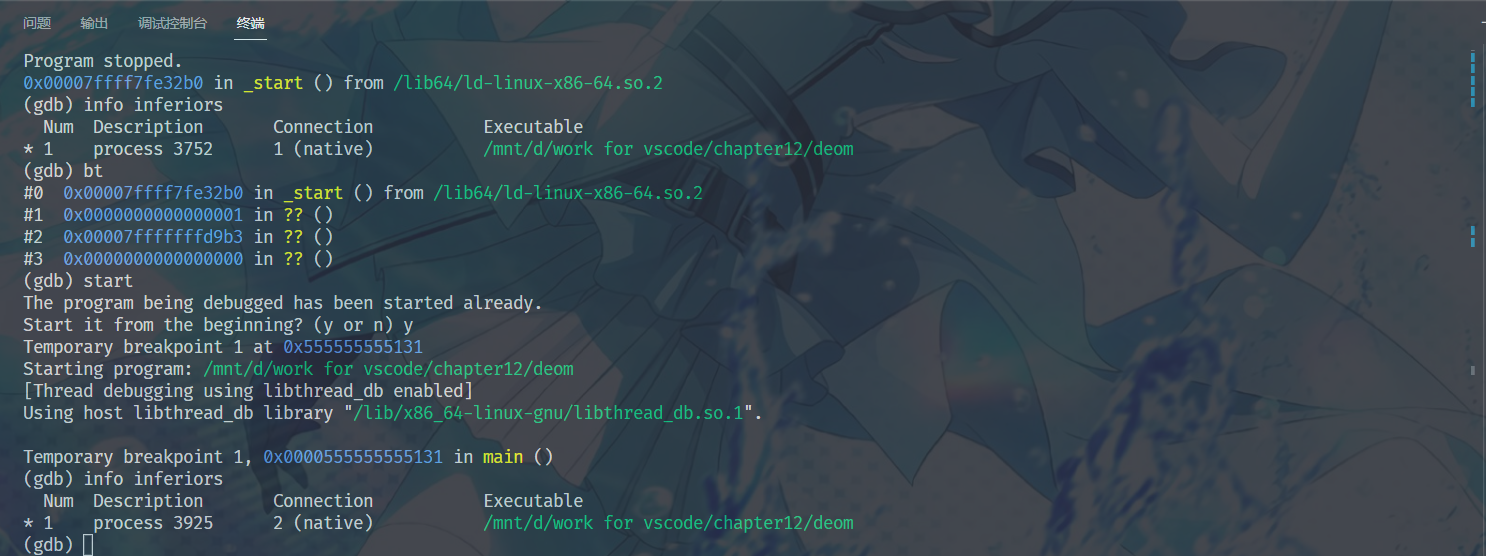 问题 输出 调试控制台 终端
Program stopped.
0x00007ffff7fe32b0 in _start () from /lib64/ld-linux-x86-64.so.2
(gdb) info inferiors
  Num  Description       Connection           Executable
* 1    process 3752      1 (native)           /mnt/d/work for vscode/chapter12/deom
(gdb) bt
#0  0x00007ffff7fe32b0 in _start () from /lib64/ld-linux-x86-64.so.2
#1  0x0000000000000001 in ?? ()
#2  0x00007fffffffd9b3 in ?? ()
#3  0x0000000000000000 in ?? ()
(gdb) start
The program being debugged has been started already.
Start it from the beginning? (y or n) y
Temporary breakpoint 1 at 0x555555555131
Starting program: /mnt/d/work for vscode/chapter12/deom
[Thread debugging using libthread_db enabled]
Using host libthread_db library "/lib/x86_64-linux-gnu/libthread_db.so.1".
Temporary breakpoint 1, 0x0000555555555131 in main ()
(gdb) info inferiors
  Num  Description       Connection           Executable
* 1    process 3925      2 (native)           /mnt/d/work for vscode/chapter12/deom
(gdb)